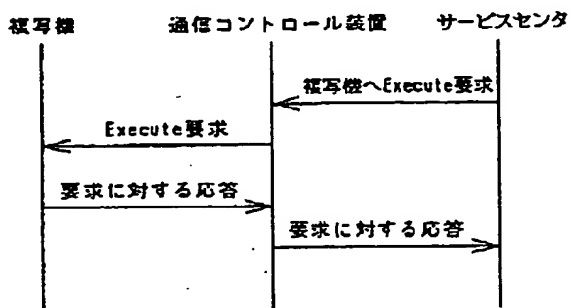 複写機 通信コントロール装置 サービスセンタ
複写機へExecute要求
Execute要求
要求に対する応答
要求に対する応答